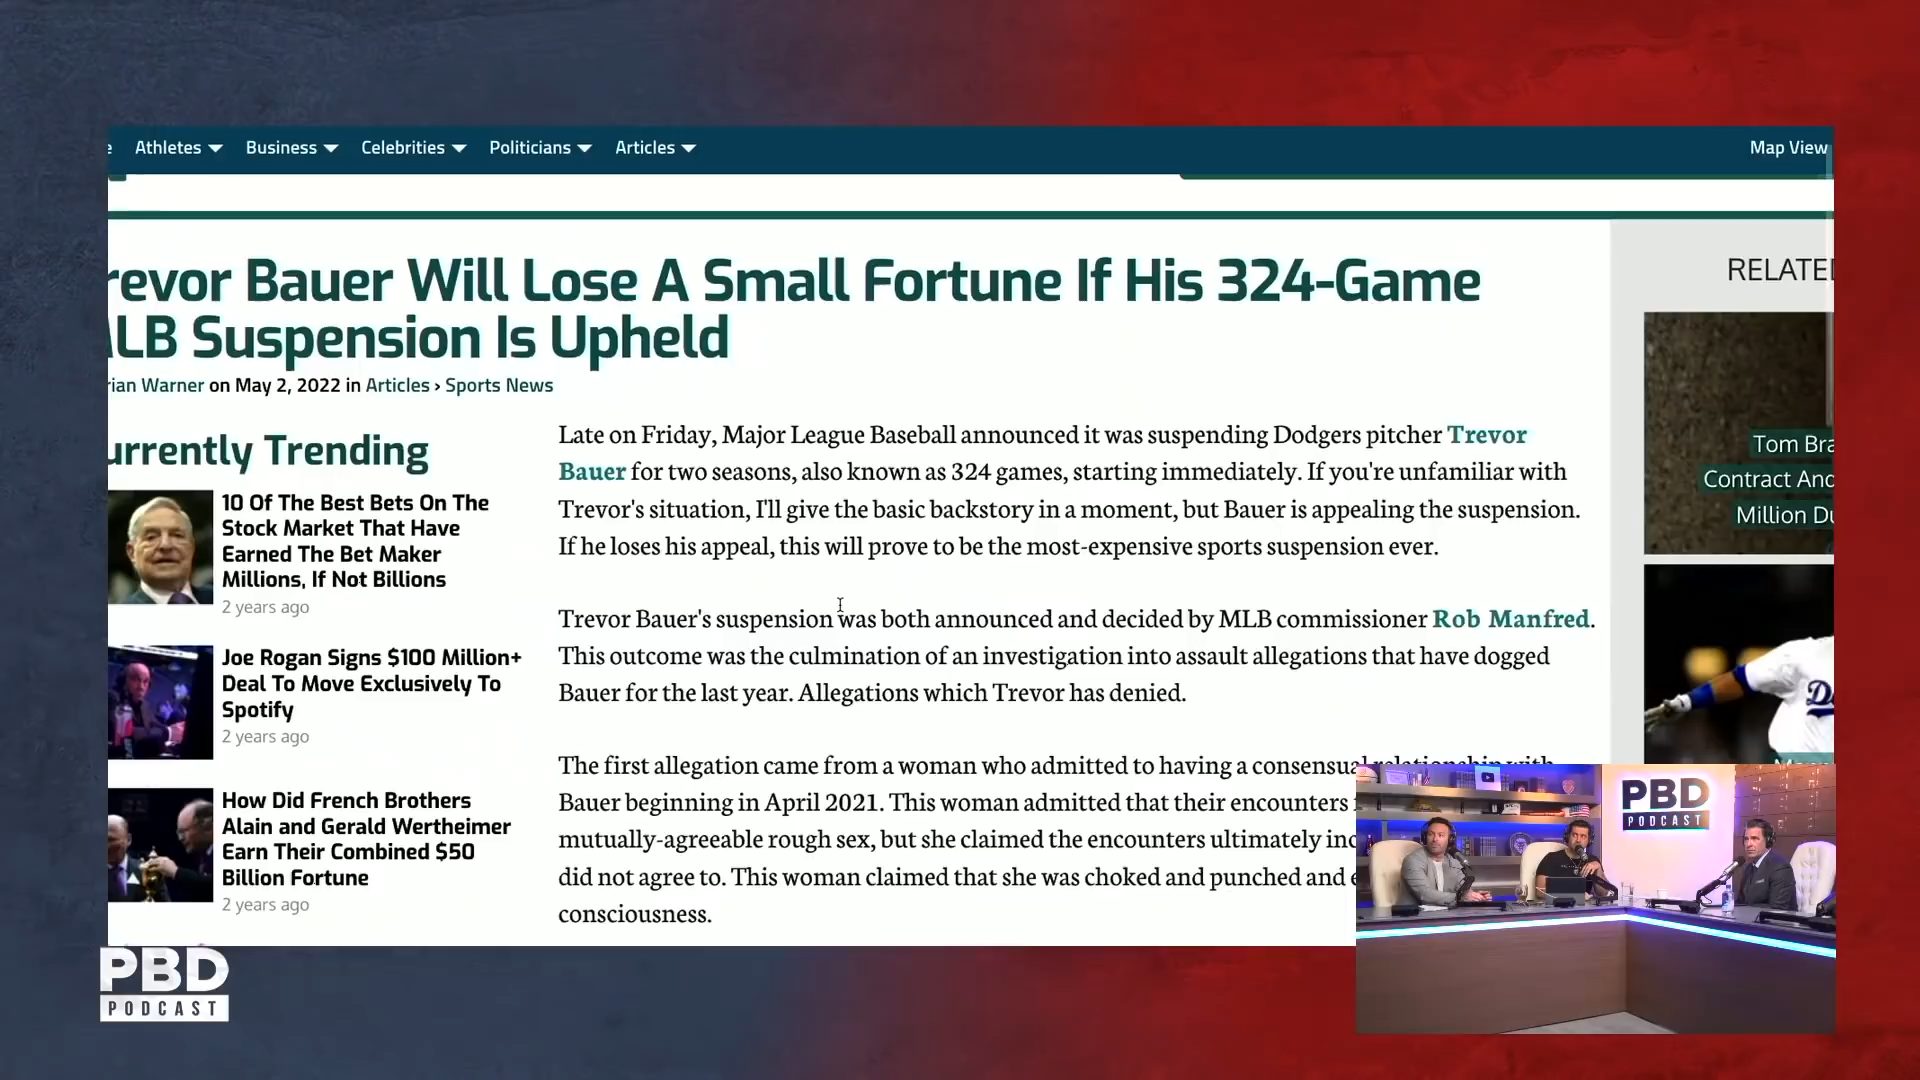 Athletes Business Celebrities Politicians Articles Map View
revor Bauer Will Lose A Small Fortune If His 324-Game
LB Suspension Is Upheld
rian Warner on May 2, 2022 in Articles › Sports News
urrently Trending
10 Of The Best Bets On The
Stock Market That Have
Earned The Bet Maker
Millions, If Not Billions
2 years ago
Joe Rogan Signs $100 Million+
Deal To Move Exclusively To
Spotify
2 years ago
How Did French Brothers
Alain and Gerald Wertheimer
Earn Their Combined $50
Billion Fortune
2 years ago
Late on Friday, Major League Baseball announced it was suspending Dodgers pitcher Trevor
Bauer for two seasons, also known as 324 games, starting immediately. If you're unfamiliar with
Trevor's situation, I'll give the basic backstory in a moment, but Bauer is appealing the suspension.
If he loses his appeal, this will prove to be the most-expensive sports suspension ever.
Trevor Bauer's suspension was both announced and decided by MLB commissioner Rob Manfred.
This outcome was the culmination of an investigation into assault allegations that have dogged
Bauer for the last year. Allegations which Trevor has denied.
The first allegation came from a woman who admitted to having a consensual relationship with
Bauer beginning in April 2021. This woman admitted that their encounters
mutually-agreeable rough sex, but she claimed the encounters ultimately inc
did not agree to. This woman claimed that she was choked and punched and
consciousness.
RELATE
Tom Bra
Contract And
Million Du
PBD
PODCAST
PBD
PODCAST